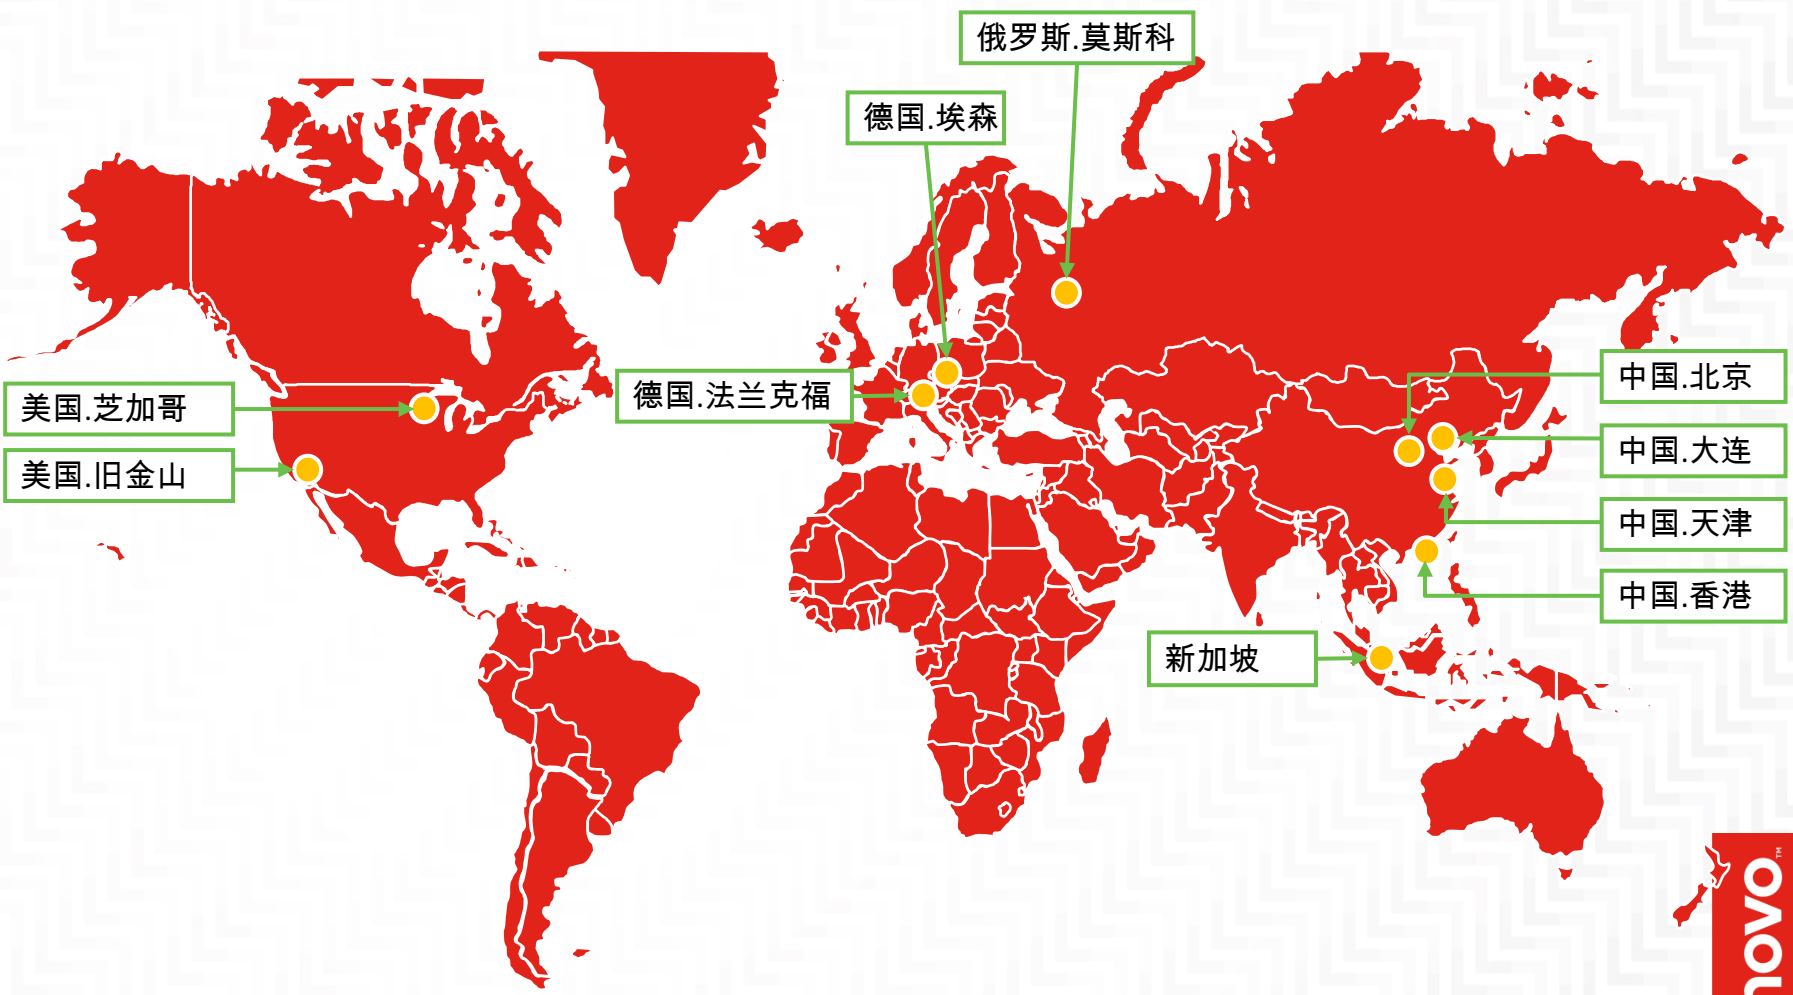 俄罗斯.莫斯科
德国.埃森
德国.法兰克福
美国.芝加哥
美国.旧金山
中国.北京
中国.大连
中国.天津
中国.香港
新加坡
novo™